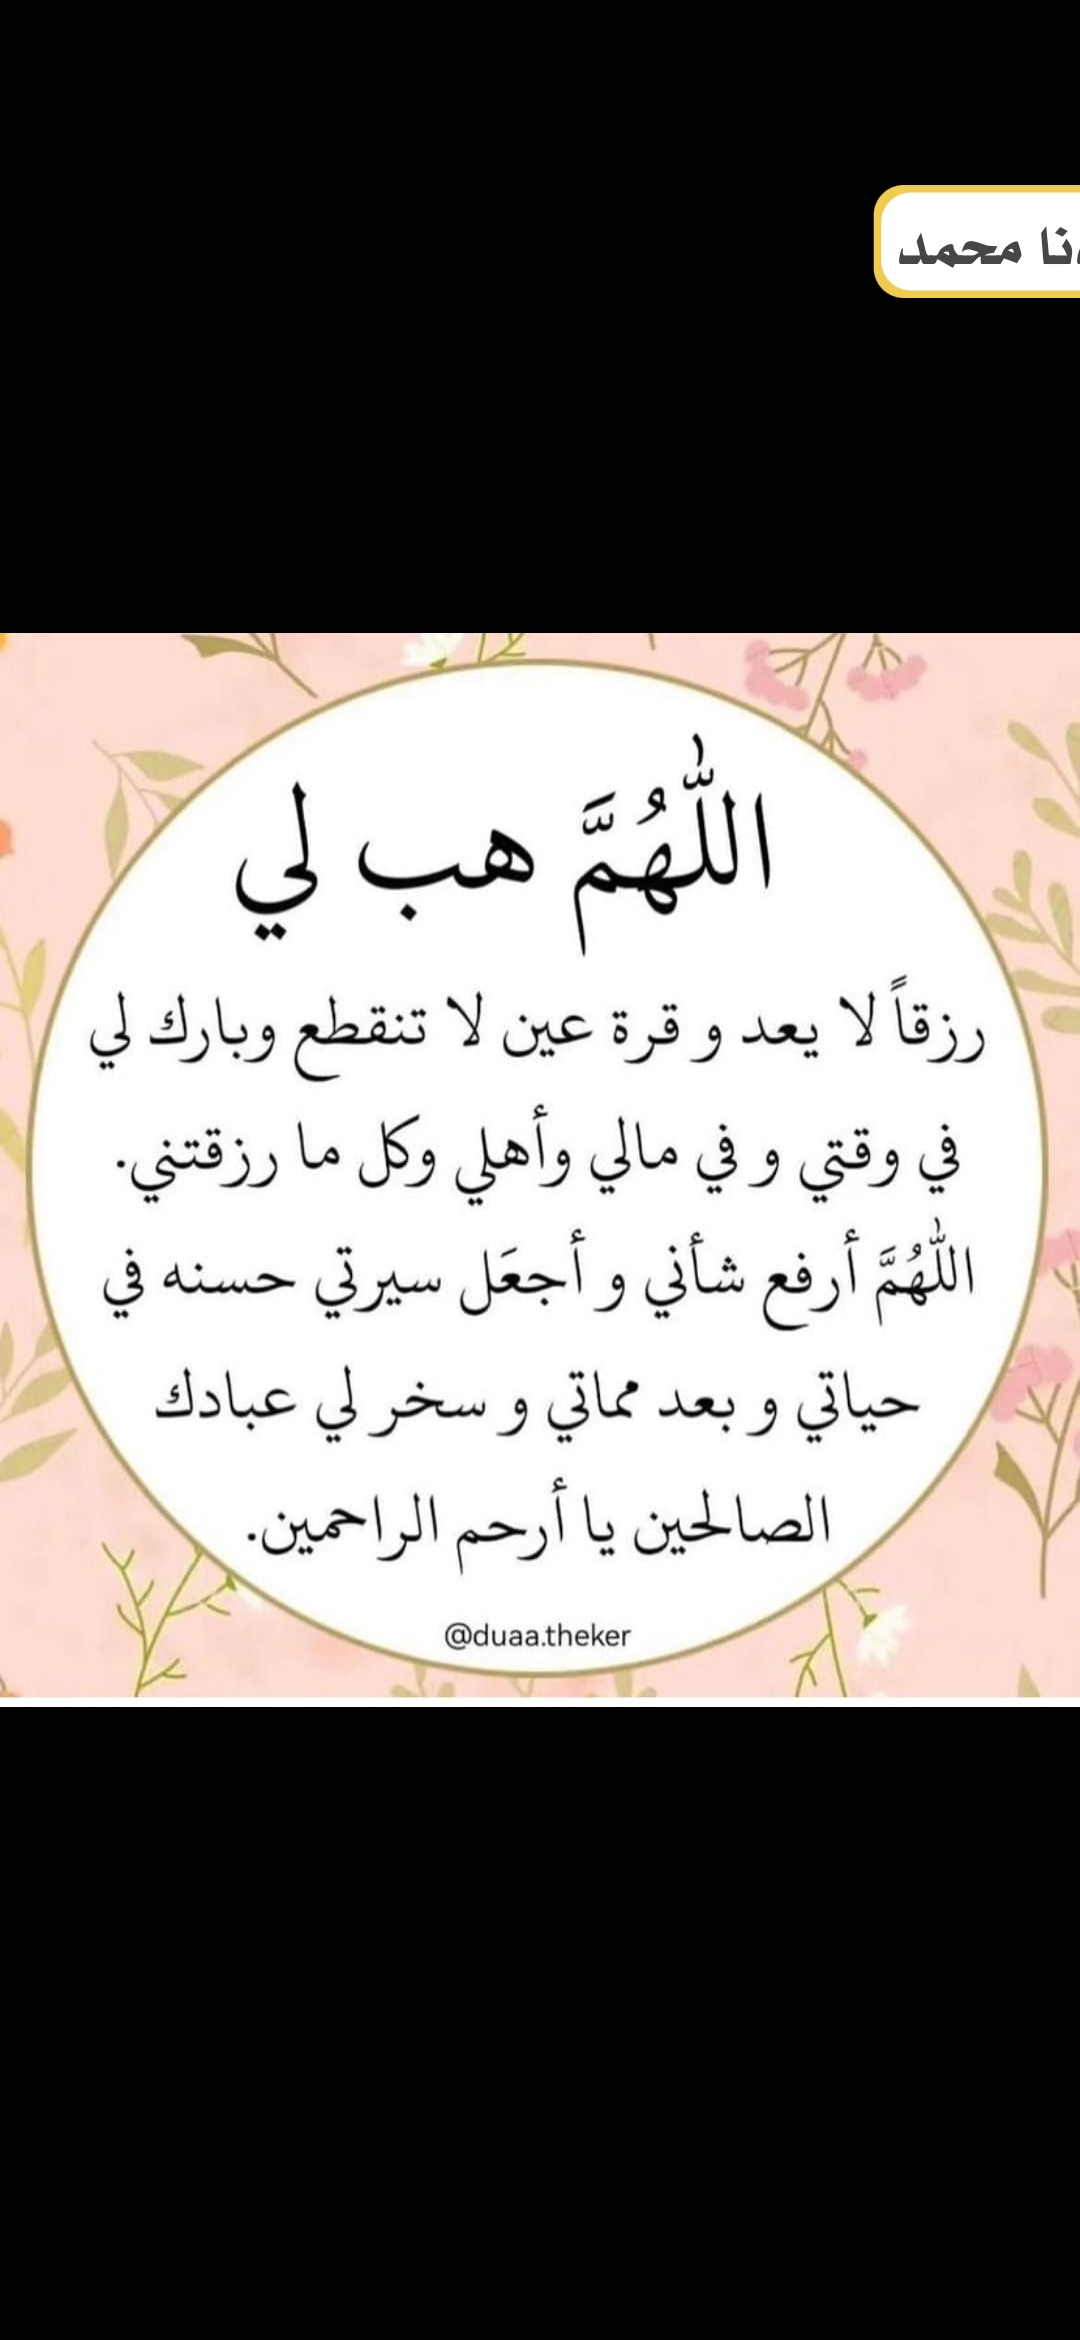 نا محمد
اللّٰهُمَّ هب لي
رزقاً لا يعد و قرة عين لا تنقطع وبارك لي
في وقتي و في مالي وأهلي وكل ما رزقتني.
اللّٰهُمَّ أرفع شأني و أجعَل سيرتي حسنه في
حياتي و بعد مماتي و سخر لي عبادك
الصالحين يا أرحم الراحمين.
@duaa.theker